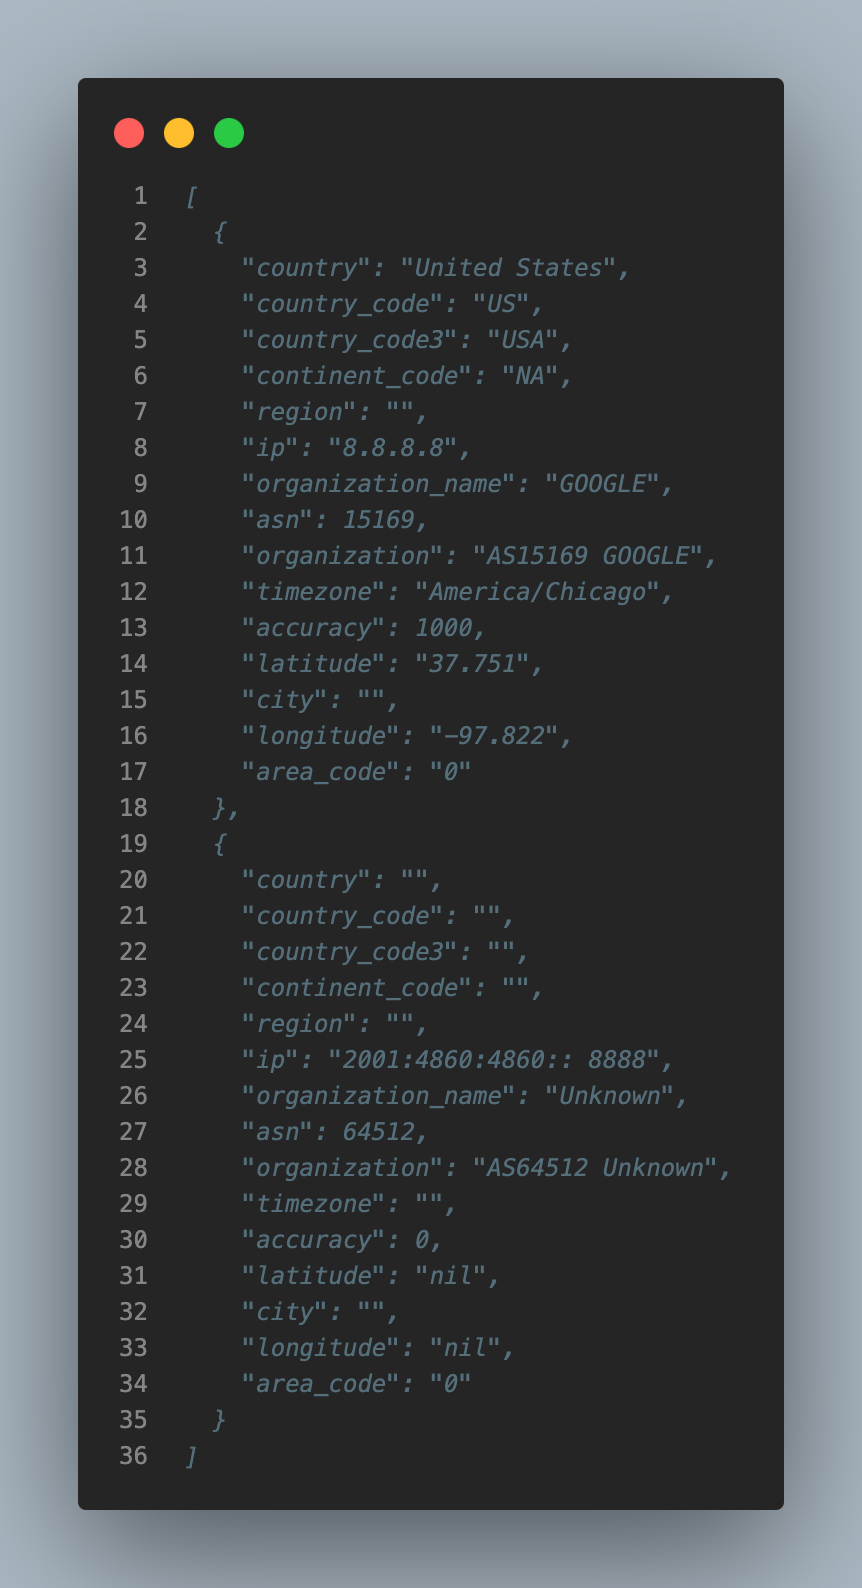 1 [
2 {
3 "country": "United States",
4 "country_code": "US",
5 "country_code3": "USA",
6 "continent_code": "NA",
7 "region": "",
8 "ip": "8.8.8.8",
9 "organization_name": "GOOGLE",
10 "asn": 15169,
11 "organization": "AS15169 GOOGLE",
12 "timezone": "America/Chicago",
13 "accuracy": 1000,
14 "latitude": "37.751",
15 "city": "",
16 "longitude": "-97.822",
17 "area_code": "0"
18 },
19 {
20 "country": "",
21 "country_code": "",
22 "country_code3": "",
23 "continent_code": "",
24 "region": "",
25 "ip": "2001:4860:4860:: 8888",
26 "organization_name": "Unknown",
27 "asn": 64512,
28 "organization": "AS64512 Unknown",
29 "timezone": "",
30 "accuracy": 0,
31 "latitude": "nil",
32 "city": "",
33 "longitude": "nil",
34 "area_code": "0"
35 }
36 ]